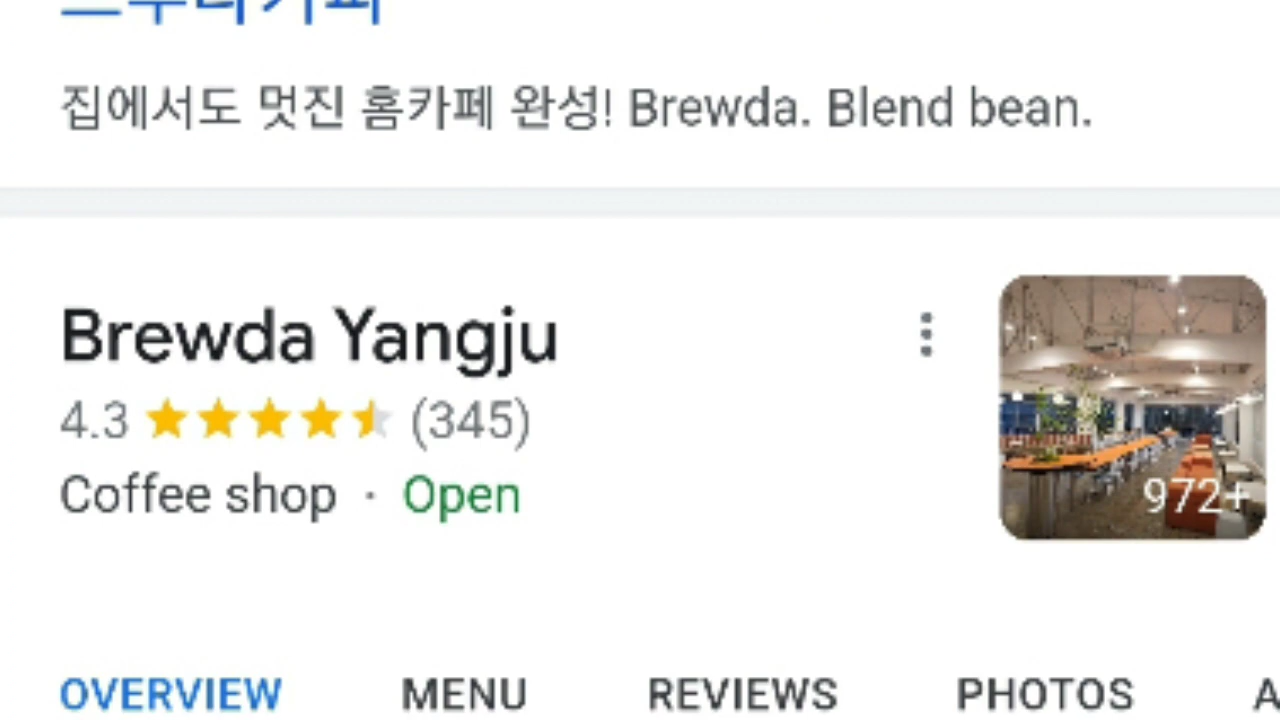 집에서도 멋진 홈카페 완성! Brewda. Blend bean.
Brewda Yangju
4.3 (345)
Coffee shop · Open
972+
OVERVIEW MENU REVIEWS PHOTOS